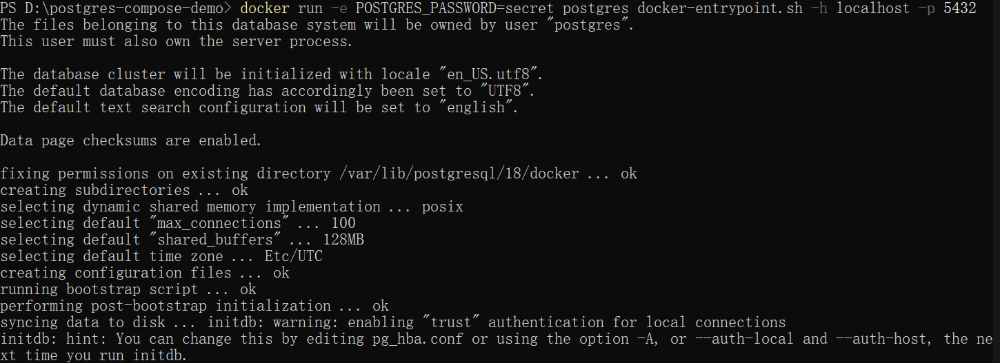 PS D:\postgres-compose-demo> docker run -e POSTGRES_PASSWORD=secret postgres docker-entrypoint.sh -h localhost -p 5432
The files belonging to this database system will be owned by user "postgres".
This user must also own the server process.
The database cluster will be initialized with locale "en_US.utf8".
The default database encoding has accordingly been set to "UTF8".
The default text search configuration will be set to "english".
Data page checksums are enabled.
fixing permissions on existing directory /var/lib/postgresql/18/docker ... ok
creating subdirectories ... ok
selecting dynamic shared memory implementation ... posix
selecting default "max_connections" ... 100
selecting default "shared_buffers" ... 128MB
selecting default time zone ... Etc/UTC
creating configuration files ... ok
running bootstrap script ... ok
performing post-bootstrap initialization ... ok
syncing data to disk ... initdb: warning: enabling "trust" authentication for local connections
initdb: hint: You can change this by editing pg_hba.conf or using the option -A, or --auth-local and --auth-host, the ne
xt time you run initdb.